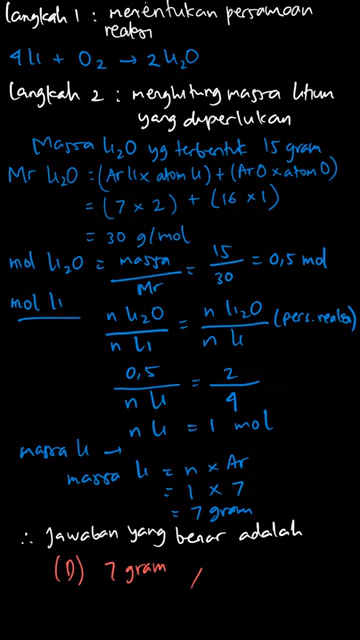 Langkah 1 : menentukan persamaan
reaksi
4Li + O₂ → 2Li₂O
Langkah 2 : menghitung massa litium
yang diperlukan
Massa Li₂O yg terbentuk 15 gram
Mr Li₂O = (Ar Li x atom Li) + (Ar O x atom O)
= (7 x 2) + (16 x 1)
= 30 g/mol
mol Li₂O = massa / Mr = 15 / 30 = 0,5 mol
mol Li
n Li₂O / n Li = n Li₂O / n Li (pers. reaksi)
0,5 / n Li = 2 / 4
n Li = 1 mol
massa Li →
massa Li = n x Ar
= 1 x 7
= 7 gram
∴ Jawaban yang benar adalah
(D) 7 gram /